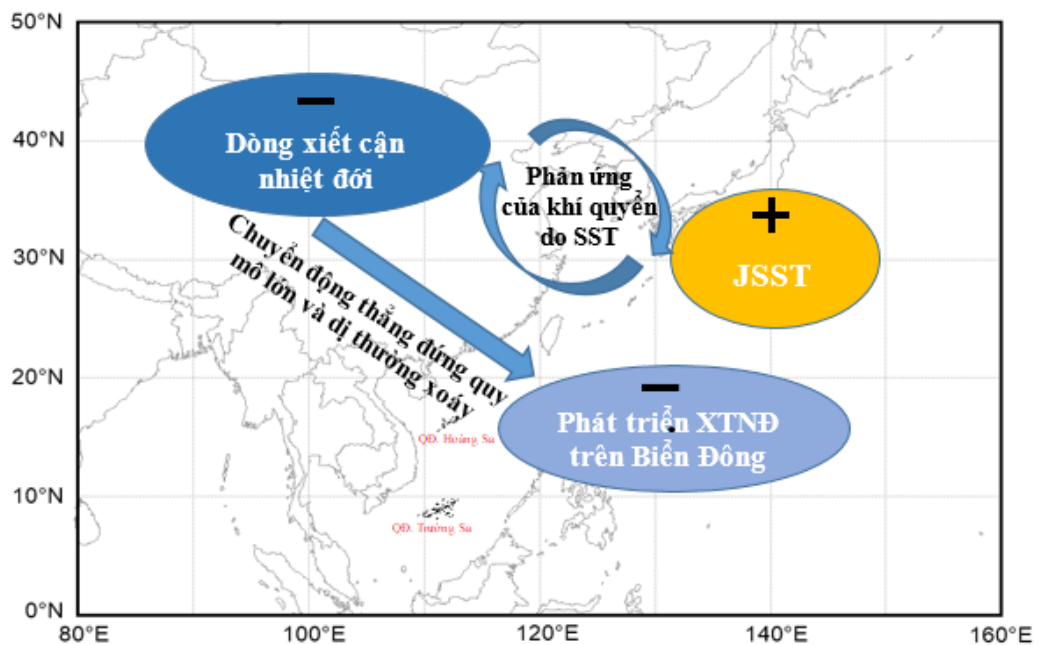 50°N
40°N
30°N
20°N
10°N
0°N
80°E
100°E
120°E
140°E
160°E
Dòng xiết cận
nhiệt đới
Phản ứng
của khí quyển
do SST
+
JSST
Chuyển động thẳng đứng quy
mô lớn và dị thường xoáy
Phát triển XTNĐ
trên Biển Đông
QĐ. Hoàng Sa
QĐ. Trường Sa